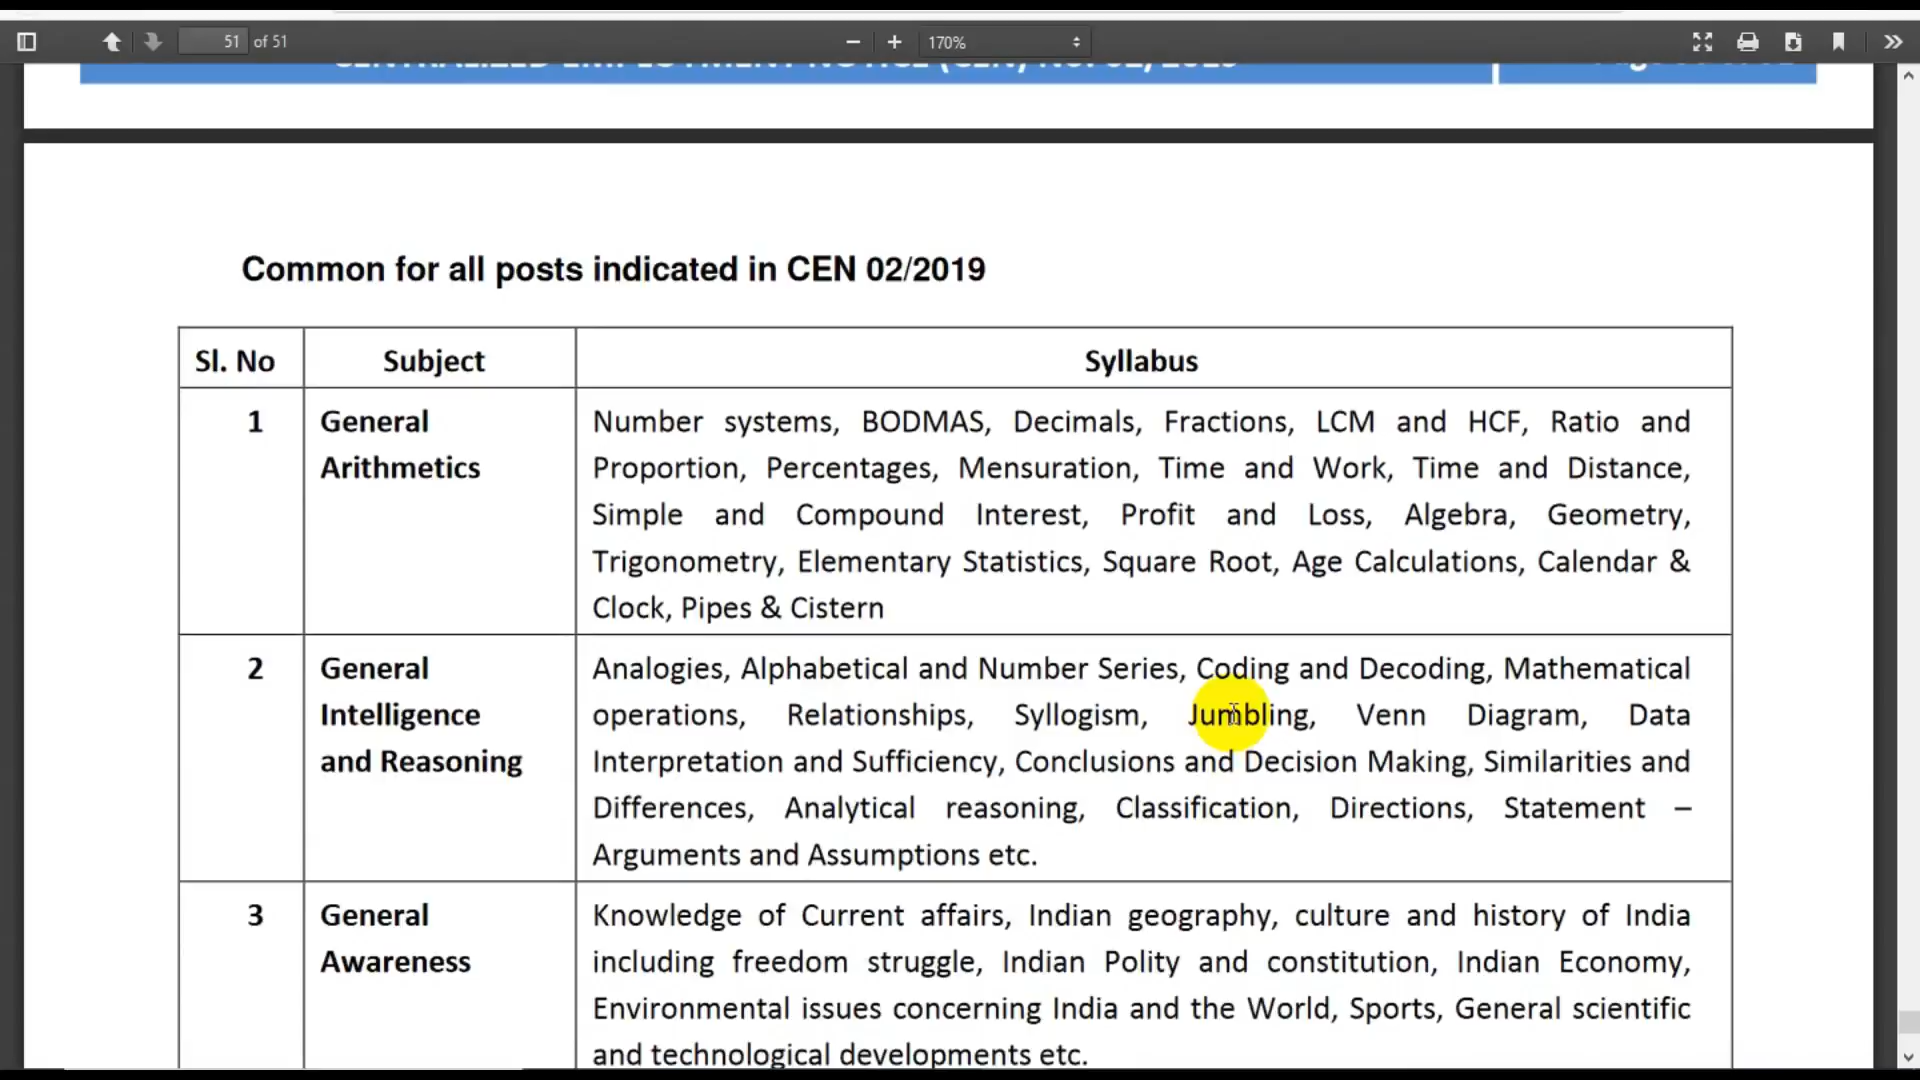 51 of 51
170%
Common for all posts indicated in CEN 02/2019
Sl. No Subject Syllabus
1 General Arithmetics
Number systems, BODMAS, Decimals, Fractions, LCM and HCF, Ratio and
Proportion, Percentages, Mensuration, Time and Work, Time and Distance,
Simple and Compound Interest, Profit and Loss, Algebra, Geometry,
Trigonometry, Elementary Statistics, Square Root, Age Calculations, Calendar &
Clock, Pipes & Cistern
2 General
Intelligence
and Reasoning
Analogies, Alphabetical and Number Series, Coding and Decoding, Mathematical
operations, Relationships, Syllogism, Jumbling, Venn Diagram, Data
Interpretation and Sufficiency, Conclusions and Decision Making, Similarities and
Differences, Analytical reasoning, Classification, Directions, Statement –
Arguments and Assumptions etc.
3 General
Awareness
Knowledge of Current affairs, Indian geography, culture and history of India
including freedom struggle, Indian Polity and constitution, Indian Economy,
Environmental issues concerning India and the World, Sports, General scientific
and technological developments etc.